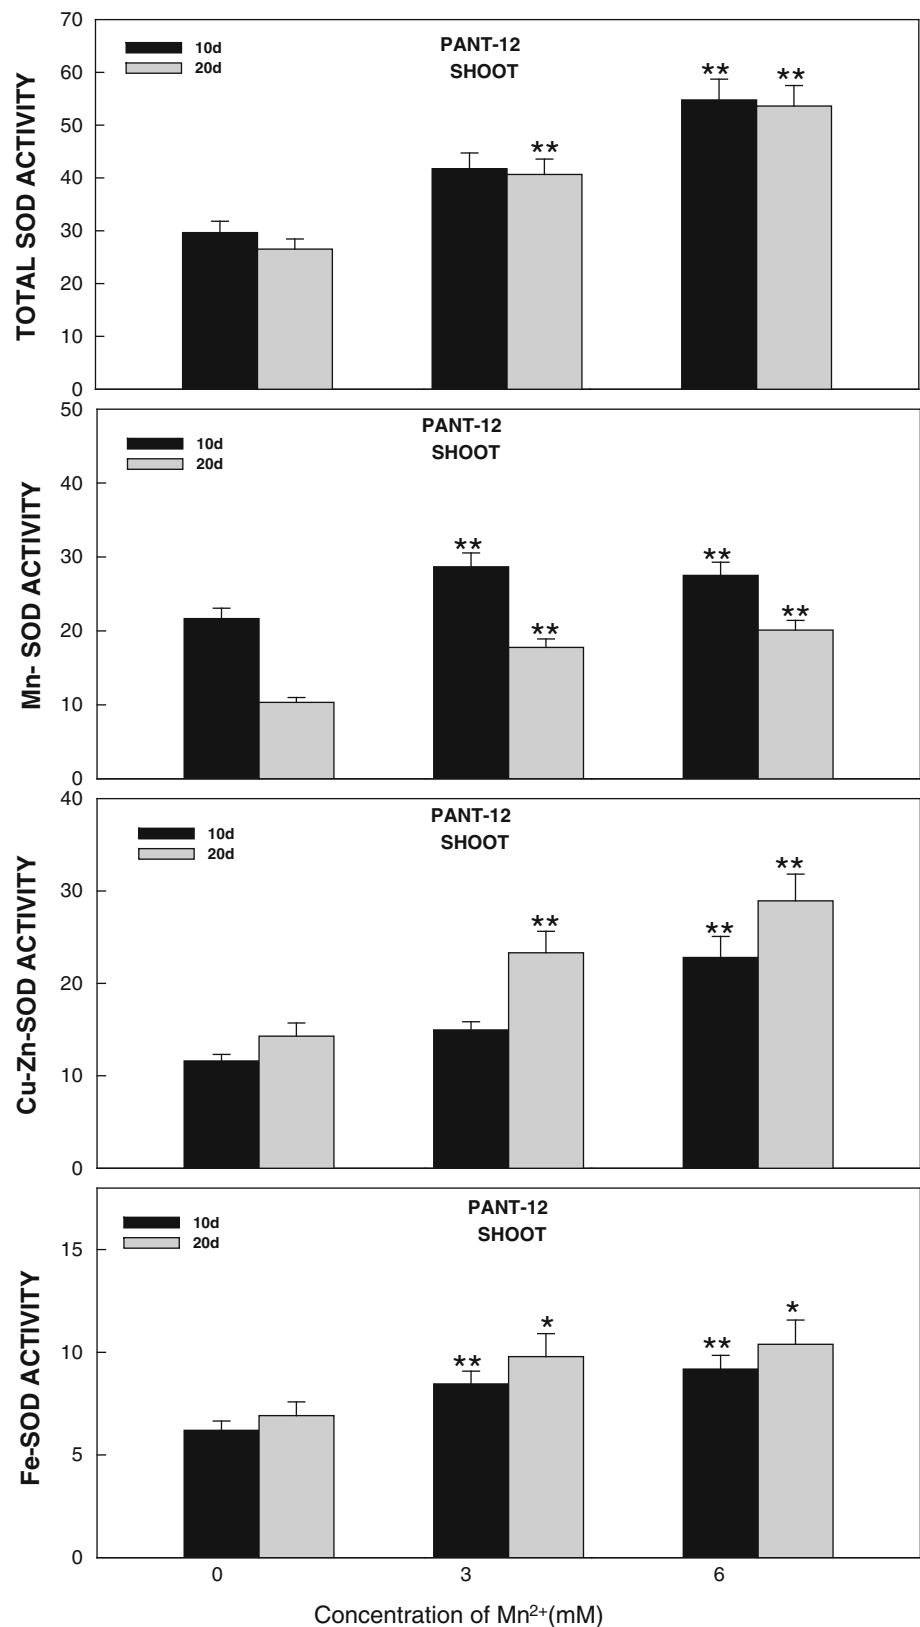 70
60
50
40
30
20
10
0
TOTAL SOD ACTIVITY
10d
20d
PANT-12
SHOOT
**
**
**
50
40
30
20
10
0
Mn- SOD ACTIVITY
10d
20d
PANT-12
SHOOT
**
**
**
**
40
30
20
10
0
Cu-Zn-SOD ACTIVITY
10d
20d
PANT-12
SHOOT
**
**
**
15
10
5
0
Fe-SOD ACTIVITY
10d
20d
PANT-12
SHOOT
**
*
**
*
0 3 6
Concentration of Mn²⁺(mM)